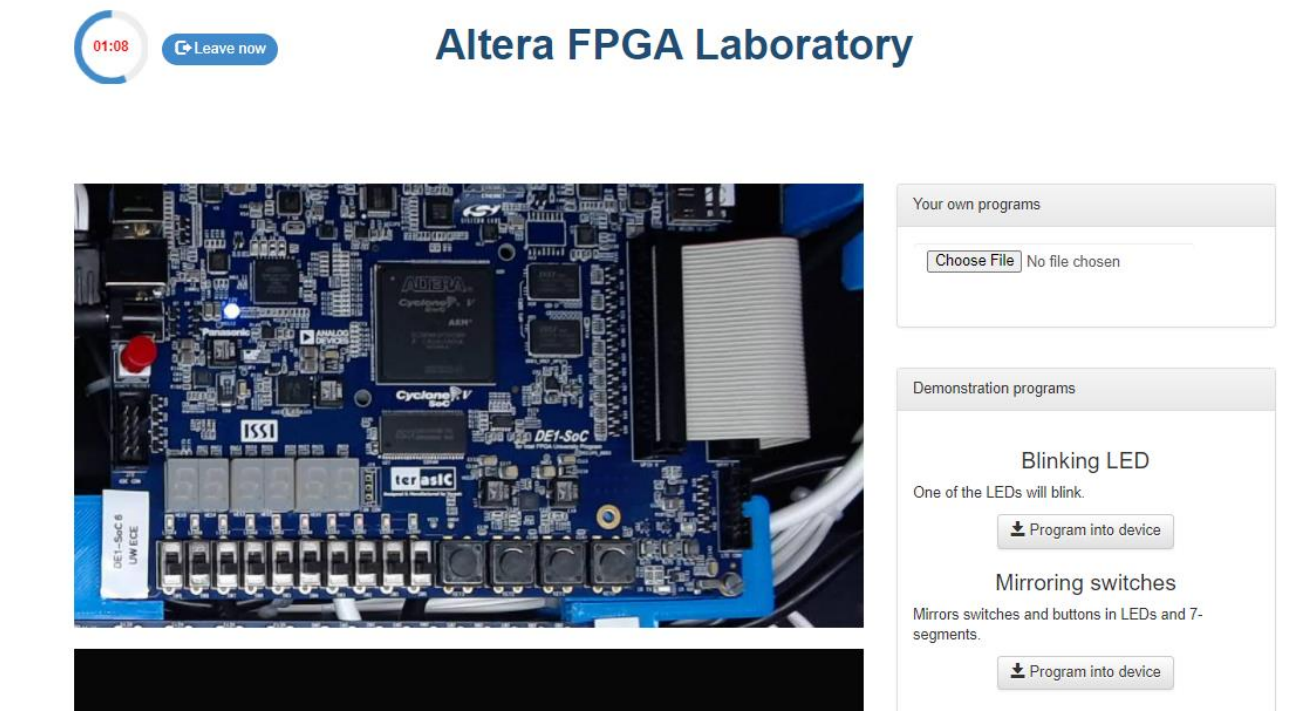 01:08
Leave now
Altera FPGA Laboratory
ALTERA
Cyclone V
ARM
Panasonic
ANALOG
DEVICES
Cyclone V
SoC
ISSI
DE1-SoC
terasIC
DE1-SoC 6
UW ECE
Your own programs
Choose File No file chosen
Demonstration programs
Blinking LED
One of the LEDs will blink.
Program into device
Mirroring switches
Mirrors switches and buttons in LEDs and 7-
segments.
Program into device